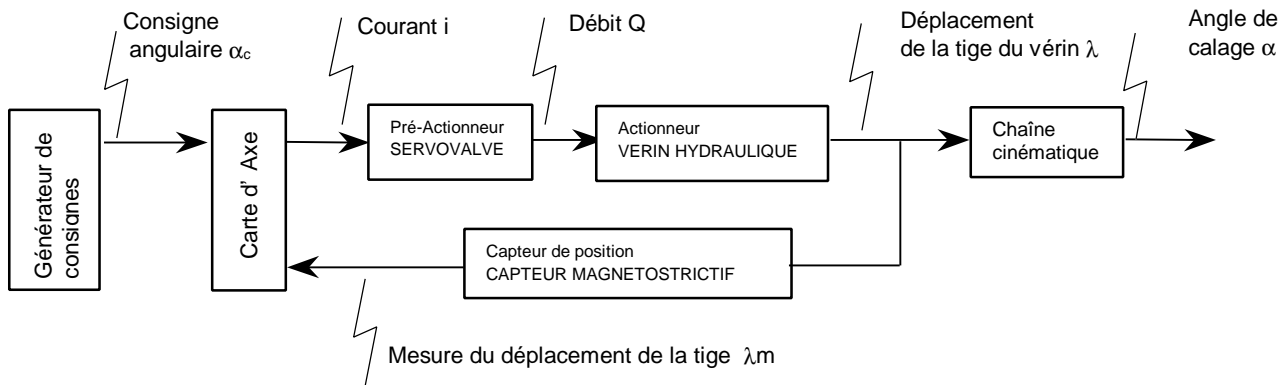 Consigne
angulaire αc
Courant i
Débit Q
Déplacement
de la tige du vérin λ
Angle de
calage α
Générateur de
consignes
Carte d' Axe
Pré-Actionneur
SERVOVALVE
Actionneur
VERIN HYDRAULIQUE
Chaîne
cinématique
Capteur de position
CAPTEUR MAGNETOSTRICTIF
Mesure du déplacement de la tige λm